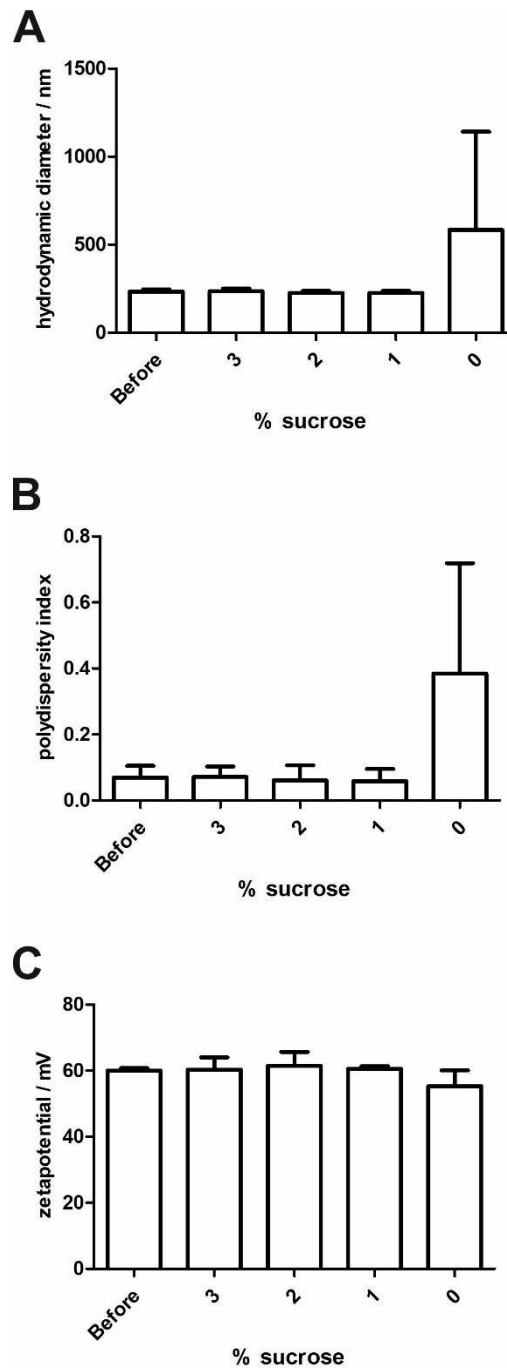 A
hydrodynamic diameter / nm
1500
1000
500
0
Before
3
2
1
0
% sucrose
B
polydispersity index
0.8
0.6
0.4
0.2
0.0
Before
3
2
1
0
% sucrose
C
zetapotential / mV
80
60
40
20
0
Before
3
2
1
0
% sucrose